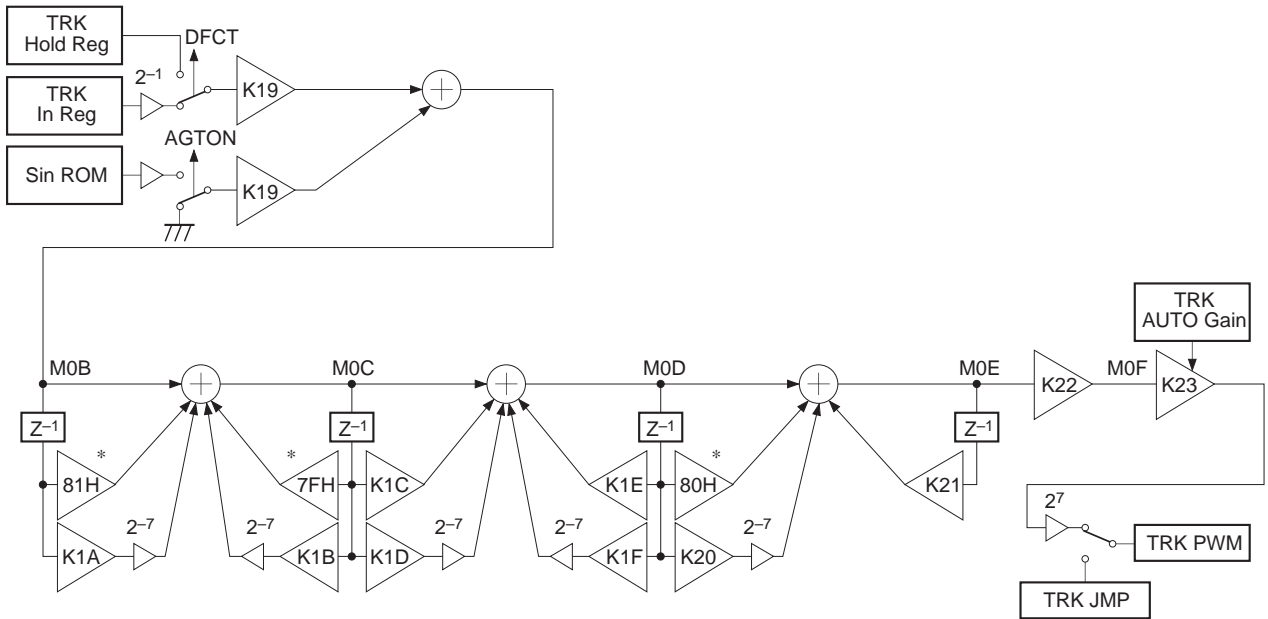 TRK
Hold Reg
DFCT
2⁻¹
K19
TRK
In Reg
AGTON
Sin ROM
K19
TRK
AUTO Gain
M0B
M0C
M0D
M0E
K22
M0F
K23
Z⁻¹
Z⁻¹
Z⁻¹
Z⁻¹
*
*
*
81H
7FH
K1C
K1E
80H
K21
2⁻⁷
2⁻⁷
2⁻⁷
2⁻⁷
2⁻⁷
2⁷
K1A
K1B
K1D
K1F
K20
TRK PWM
TRK JMP